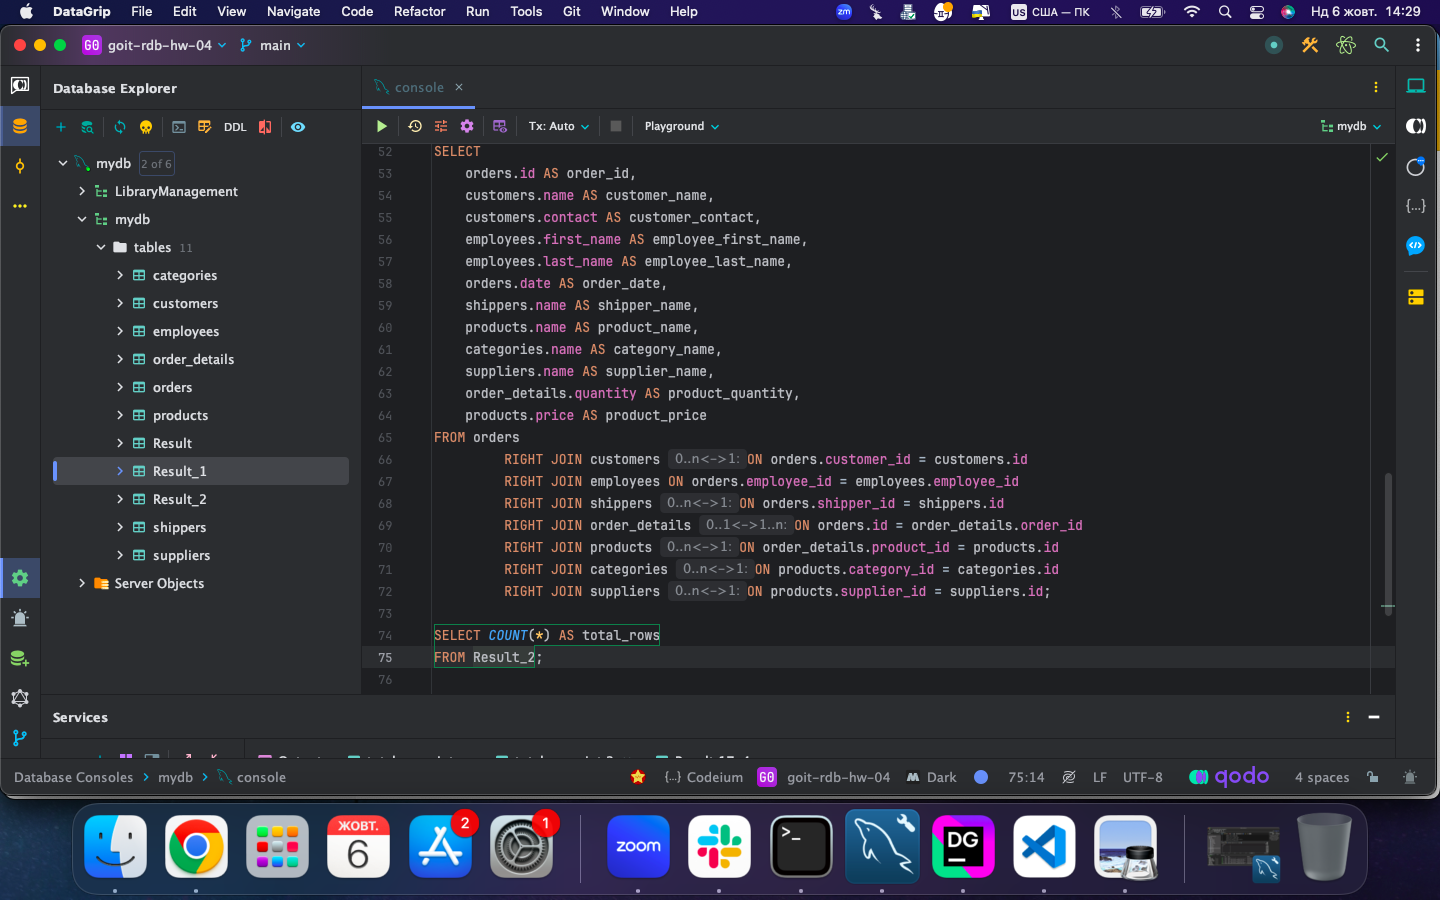 DataGrip File Edit View Navigate Code Refactor Run Tools Git Window Help zm US США — ПК Нд 6 жовт. 14:29
GO goit-rdb-hw-04 main
Database Explorer
console
DDL
Tx: Auto Playground mydb
mydb 2 of 6
LibraryManagement
mydb
tables 11
categories
customers
employees
order_details
orders
products
Result
Result_1
Result_2
shippers
suppliers
Server Objects
52 SELECT
53 orders.id AS order_id,
54 customers.name AS customer_name,
55 customers.contact AS customer_contact,
56 employees.first_name AS employee_first_name,
57 employees.last_name AS employee_last_name,
58 orders.date AS order_date,
59 shippers.name AS shipper_name,
60 products.name AS product_name,
61 categories.name AS category_name,
62 suppliers.name AS supplier_name,
63 order_details.quantity AS product_quantity,
64 products.price AS product_price
65 FROM orders
66 RIGHT JOIN customers 0..n<->1: ON orders.customer_id = customers.id
67 RIGHT JOIN employees ON orders.employee_id = employees.employee_id
68 RIGHT JOIN shippers 0..n<->1: ON orders.shipper_id = shippers.id
69 RIGHT JOIN order_details 0..1<->1..n: ON orders.id = order_details.order_id
70 RIGHT JOIN products 0..n<->1: ON order_details.product_id = products.id
71 RIGHT JOIN categories 0..n<->1: ON products.category_id = categories.id
72 RIGHT JOIN suppliers 0..n<->1: ON products.supplier_id = suppliers.id;
73
74 SELECT COUNT(*) AS total_rows
75 FROM Result_2;
76
Services
Database Consoles mydb console {...} Codeium GO goit-rdb-hw-04 Dark 75:14 LF UTF-8 qodo 4 spaces
ЖОВТ.
6
2
1
zoom
>_
DG